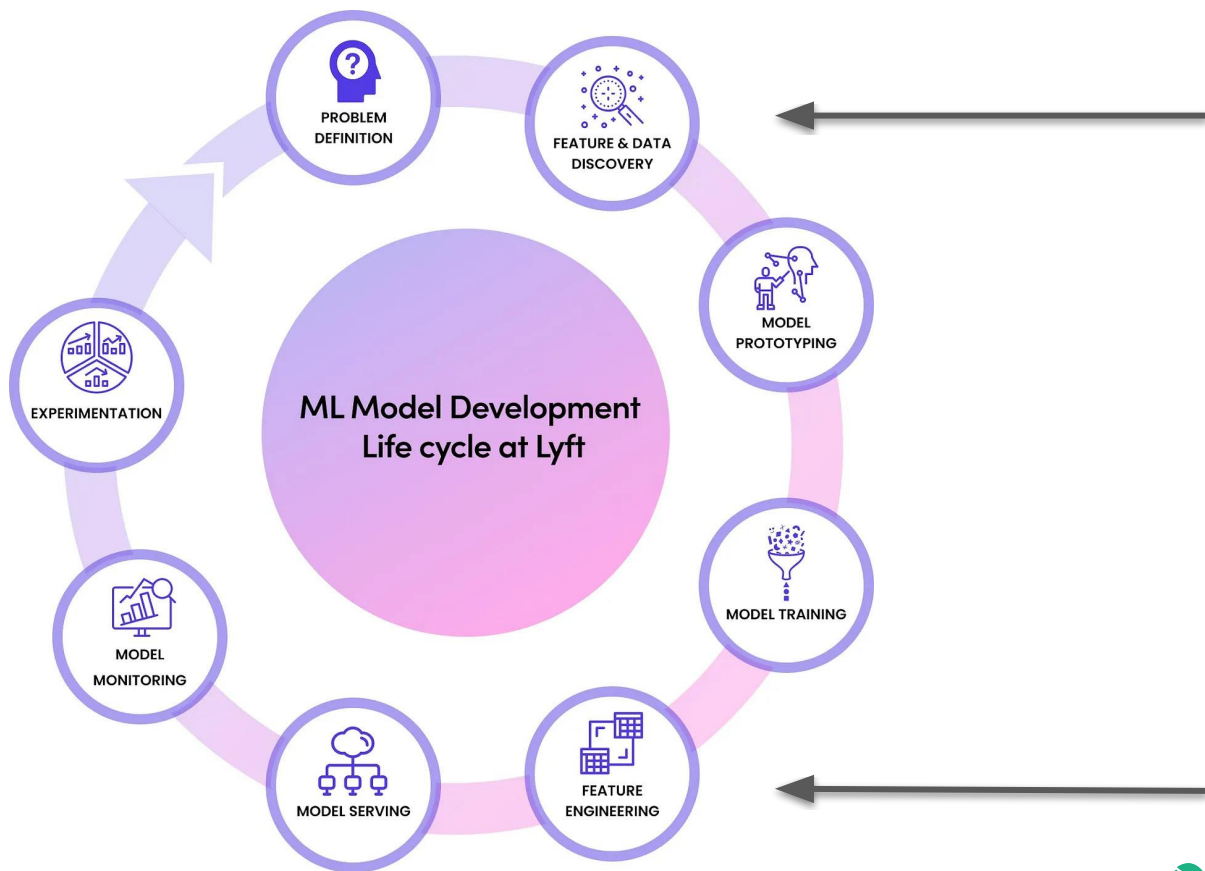 PROBLEM
DEFINITION
FEATURE & DATA
DISCOVERY
MODEL
PROTOTYPING
MODEL TRAINING
FEATURE
ENGINEERING
MODEL SERVING
MODEL
MONITORING
EXPERIMENTATION
ML Model Development
Life cycle at Lyft